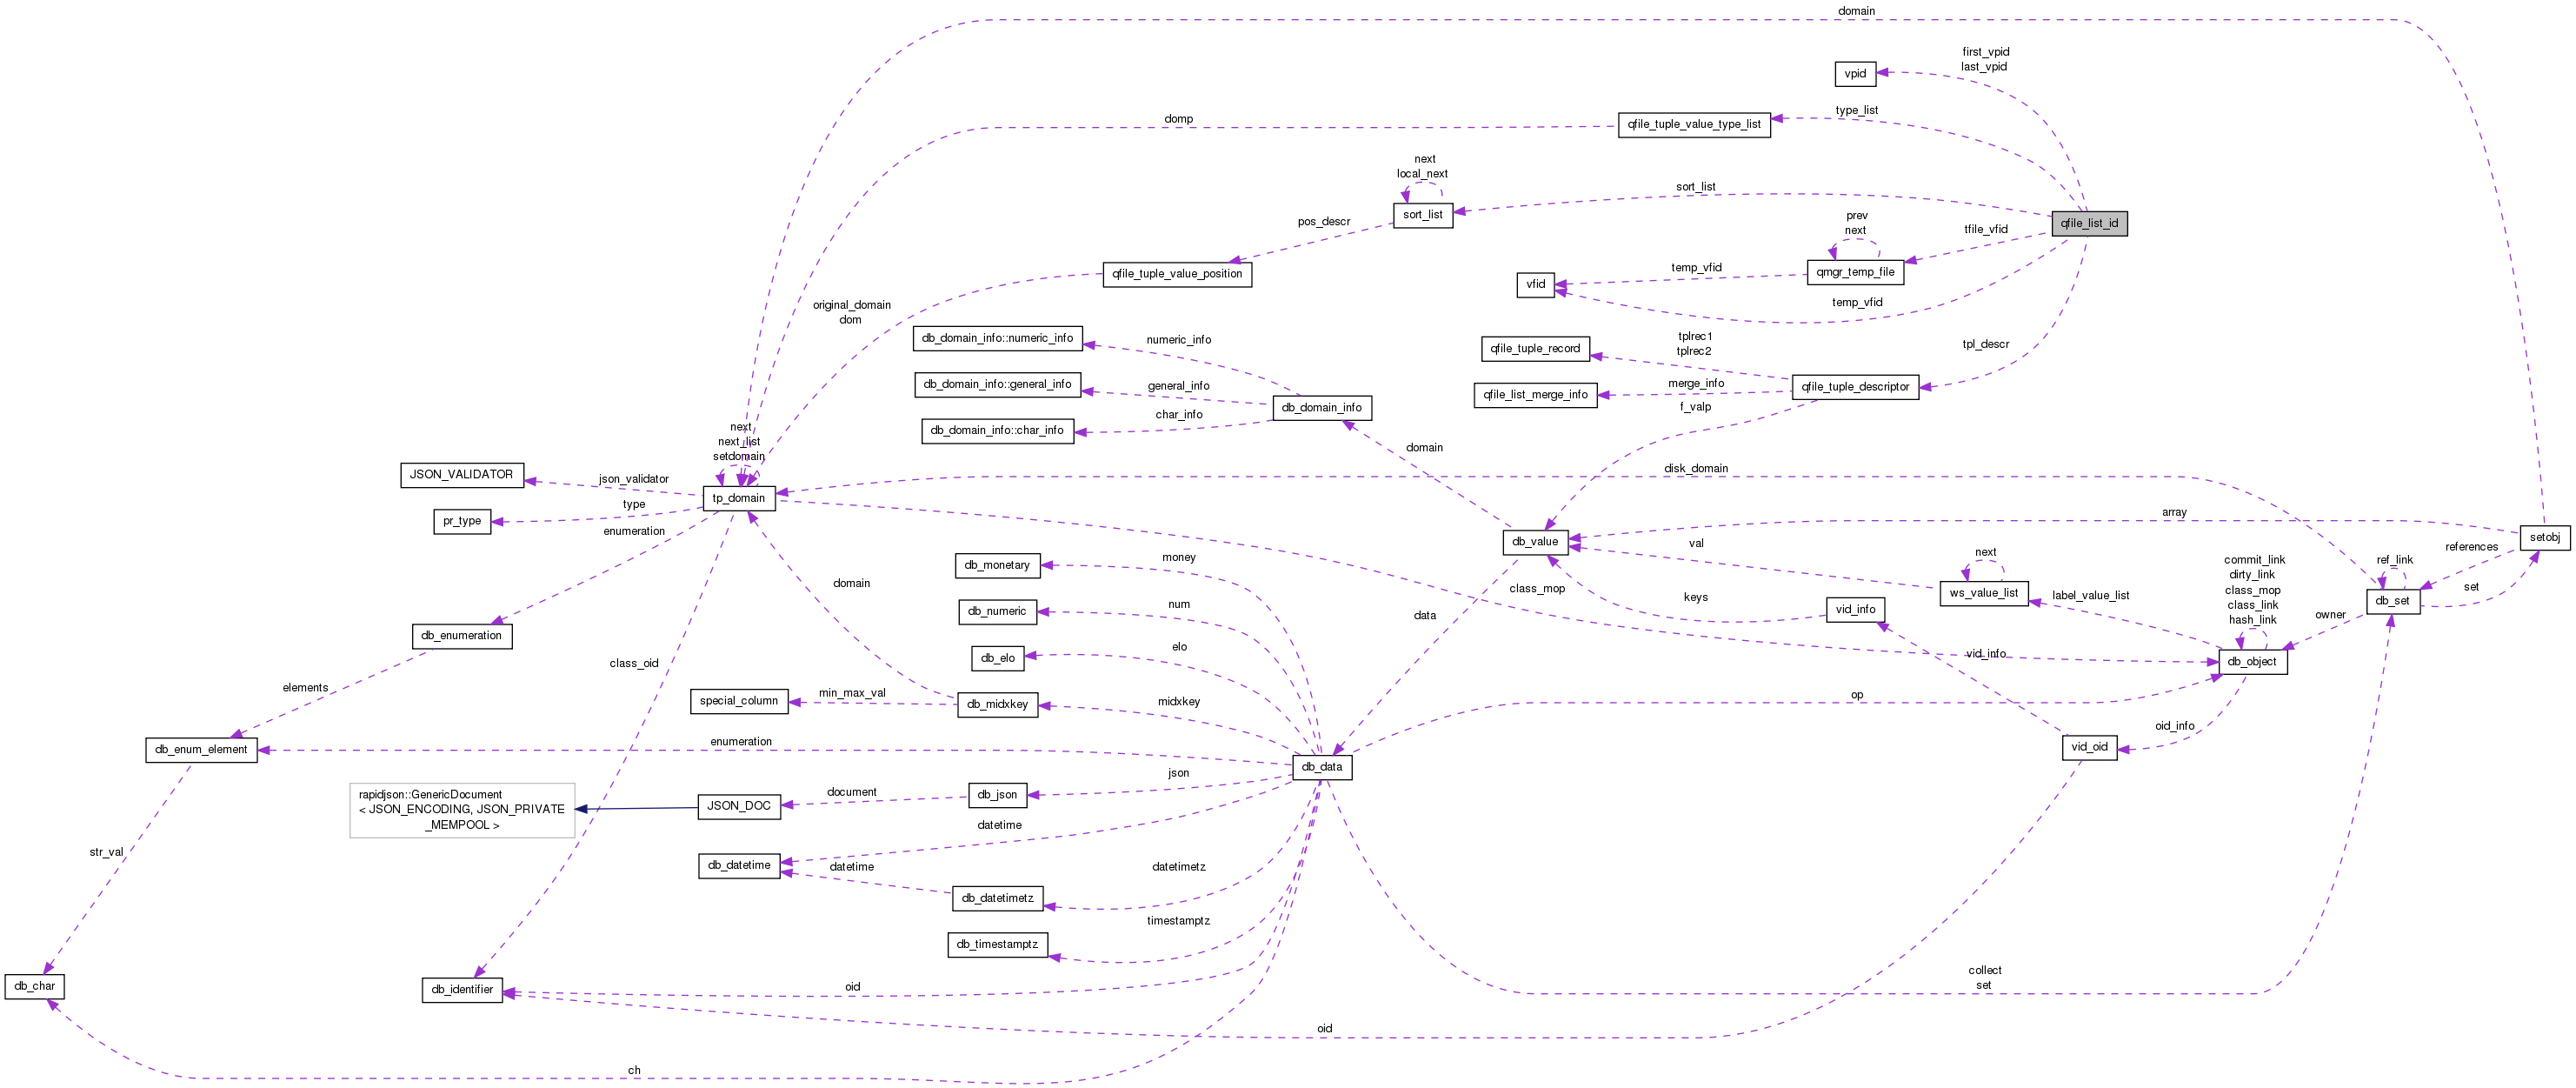 domain
first_vpid
last_vpid
vpid
type_list
domp
qfile_tuple_value_type_list
next
local_next
sort_list
sort_list
pos_descr
qfile_list_id
prev
next
tfile_vfid
qfile_tuple_value_position
temp_vfid
qmgr_temp_file
vfid
original_domain
dom
temp_vfid
db_domain_info::numeric_info
numeric_info
tplrec1
tplrec2
qfile_tuple_record
tpl_descr
db_domain_info::general_info
general_info
merge_info
qfile_tuple_descriptor
qfile_list_merge_info
db_domain_info
f_valp
char_info
db_domain_info::char_info
next
next_list
setdomain
domain
disk_domain
JSON_VALIDATOR
json_validator
tp_domain
type
pr_type
array
enumeration
setobj
db_value
val
references
money
next
commit_link
dirty_link
class_mop
class_link
hash_link
ref_link
db_monetary
domain
class_mop
set
ws_value_list
label_value_list
keys
num
db_numeric
vid_info
db_set
data
owner
db_enumeration
elo
db_elo
class_oid
vid_info
db_object
elements
min_max_val
special_column
db_midxkey
midxkey
op
oid_info
enumeration
db_enum_element
vid_oid
db_data
json
rapidjson::GenericDocument
< JSON_ENCODING, JSON_PRIVATE
_MEMPOOL >
JSON_DOC
document
db_json
datetime
str_val
db_datetime
datetime
datetimetz
db_datetimetz
timestamptz
db_timestamptz
collect
set
db_char
db_identifier
oid
oid
ch